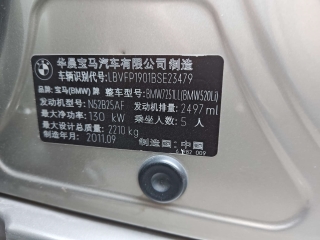 华晨宝马汽车有限公司 制造
车辆识别代号: LBVFP1901BSE23479
品牌: 宝马(BMW)牌 整车型号: BMW7251LL(BMW520Li)
发动机型号: N52B25AF 发动机排量: 2497 ml
最大净功率: 130 kW 乘坐人数: 5 人
最大设计总质量: 2210 kg
制造年月: 2011.09 制造国: 中国